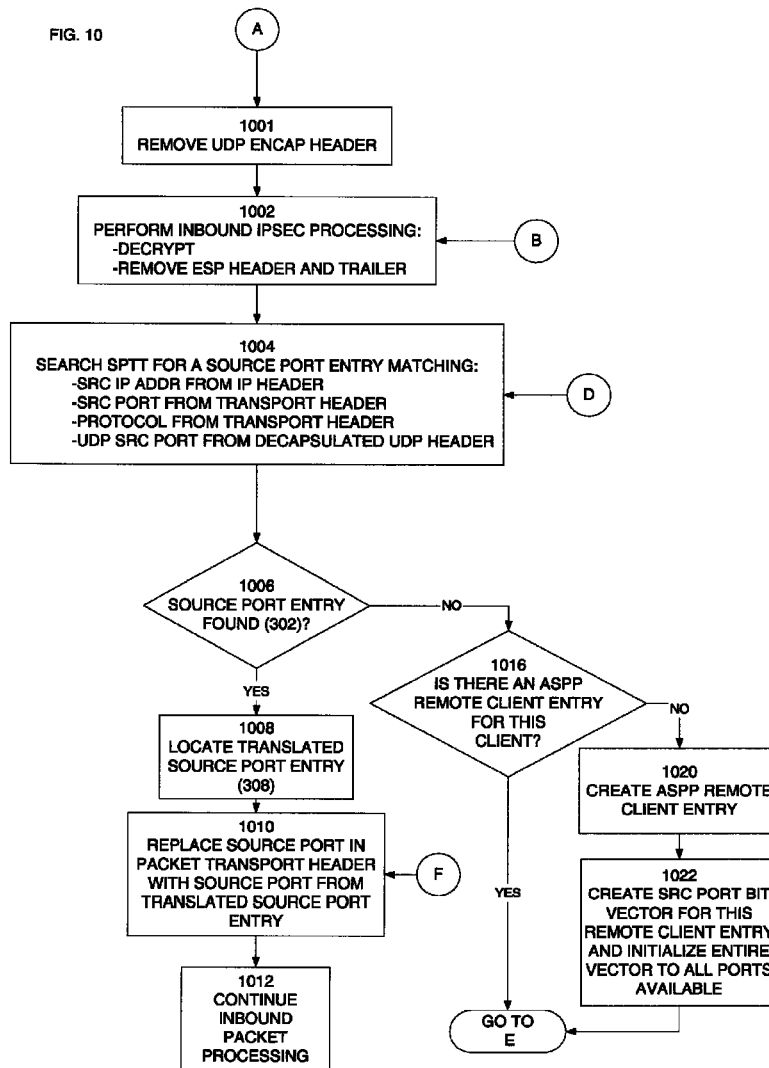 FIG. 10
A
1001
REMOVE UDP ENCAP HEADER
1002
PERFORM INBOUND IPSEC PROCESSING:
-DECRYPT
-REMOVE ESP HEADER AND TRAILER
B
1004
SEARCH SPTT FOR A SOURCE PORT ENTRY MATCHING:
-SRC IP ADDR FROM IP HEADER
-SRC PORT FROM TRANSPORT HEADER
-PROTOCOL FROM TRANSPORT HEADER
-UDP SRC PORT FROM DECAPSULATED UDP HEADER
D
1006
SOURCE PORT ENTRY
FOUND (302)?
NO
YES
1016
IS THERE AN ASPP
REMOTE CLIENT ENTRY
FOR THIS
CLIENT?
NO
YES
1008
LOCATE TRANSLATED
SOURCE PORT ENTRY
(308)
1010
REPLACE SOURCE PORT IN
PACKET TRANSPORT HEADER
WITH SOURCE PORT FROM
TRANSLATED SOURCE PORT
ENTRY
F
1012
CONTINUE
INBOUND
PACKET
PROCESSING
1020
CREATE ASPP REMOTE
CLIENT ENTRY
1022
CREATE SRC PORT BIT
VECTOR FOR THIS
REMOTE CLIENT ENTRY
AND INITIALIZE ENTIRE
VECTOR TO ALL PORTS
AVAILABLE
GO TO
E